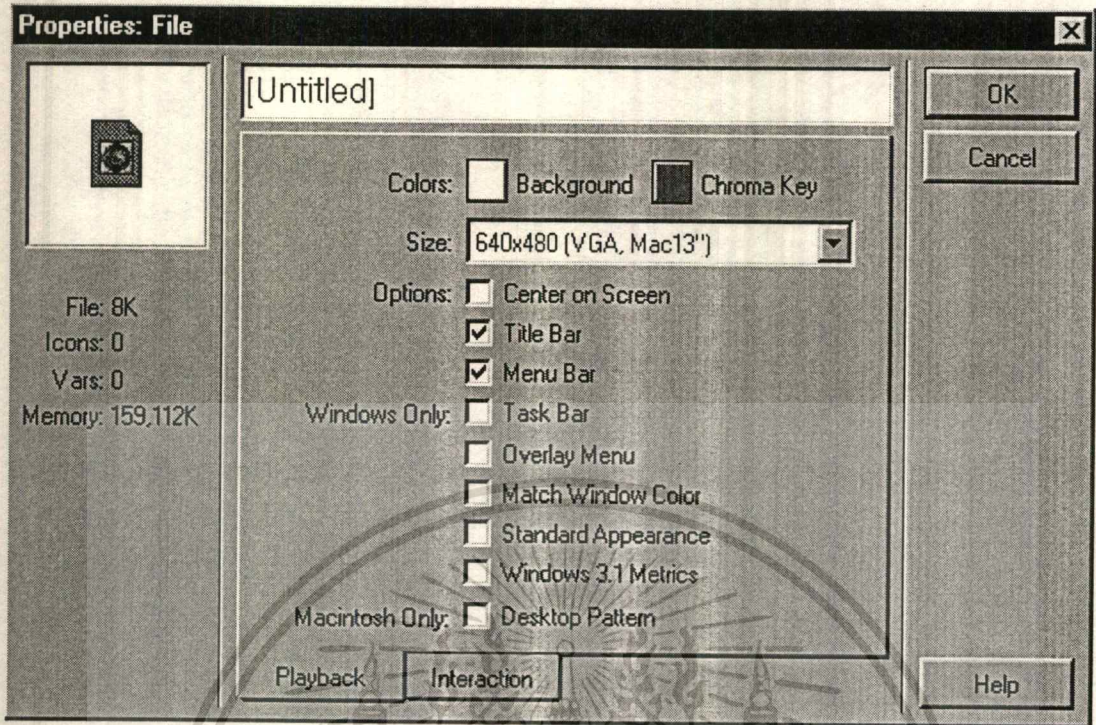 Properties: File
[Untitled]
OK
Cancel
Colors: Background Chroma Key
Size: 640x480 (VGA, Mac13")
Options: Center on Screen
Title Bar
Menu Bar
Windows Only: Task Bar
Overlay Menu
Match Window Color
Standard Appearance
Windows 3.1 Metrics
Macintosh Only: Desktop Pattern
File: 8K
Icons: 0
Vars: 0
Memory: 159,112K
Playback Interaction
Help